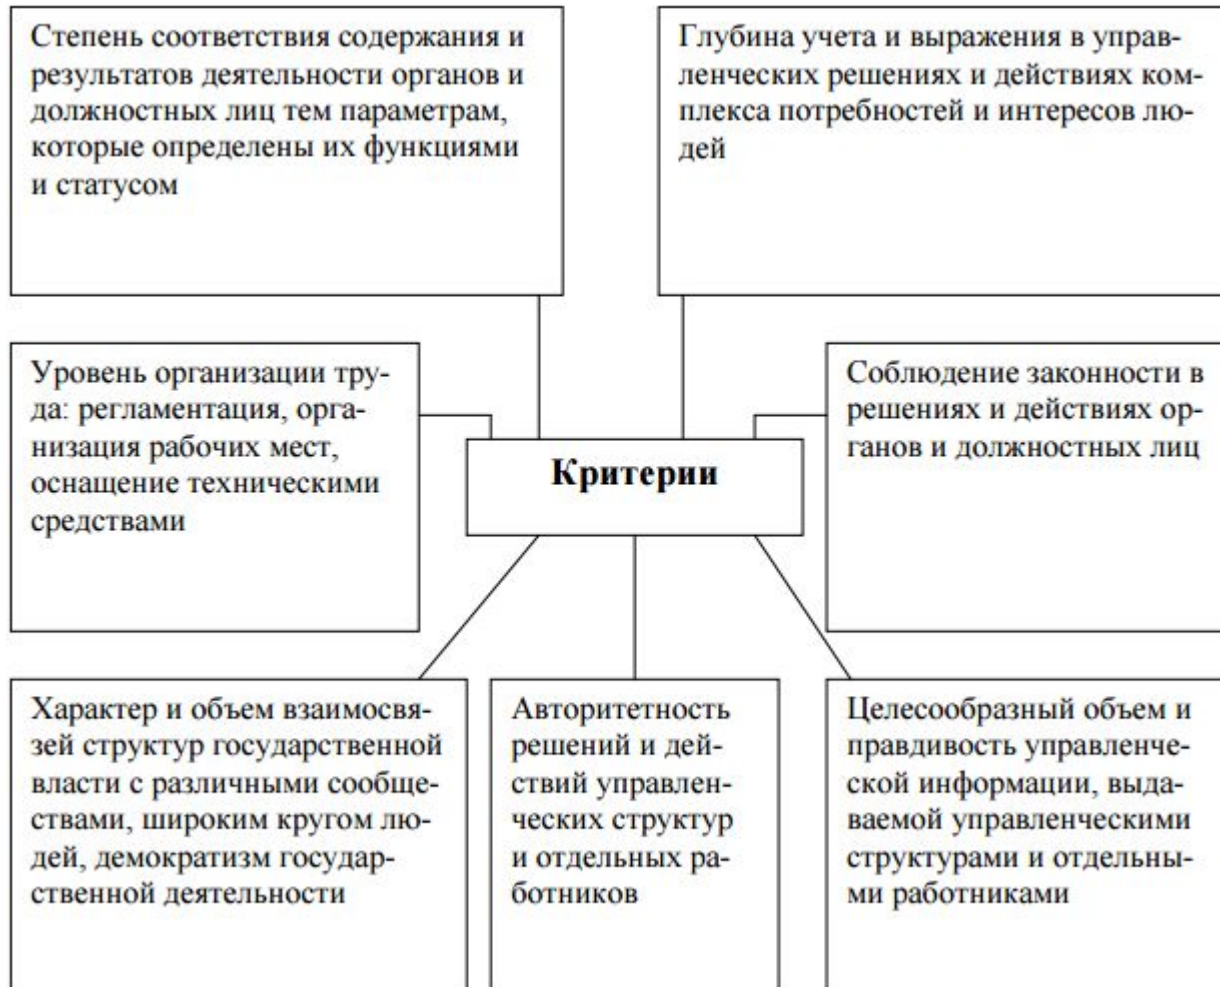 Степень соответствия содержания и
результатов деятельности органов и
должностных лиц тем параметрам,
которые определены их функциями
и статусом
Глубина учета и выражения в управ-
ленческих решениях и действиях ком-
плекса потребностей и интересов лю-
дей
Уровень организации тру-
да: регламентация, орга-
низация рабочих мест,
оснащение техническими
средствами
Критерии
Соблюдение законности в
решениях и действиях ор-
ганов и должностных лиц
Характер и объем взаимосвя-
зей структур государственной
власти с различными сообще-
ствами, широким кругом лю-
дей, демократизм государ-
ственной деятельности
Авторитетность
решений и дей-
ствий управлен-
ческих структур
и отдельных ра-
ботников
Целесообразный объем и
правдивость управленче-
ской информации, выда-
ваемой управленческими
структурами и отдельны-
ми работниками